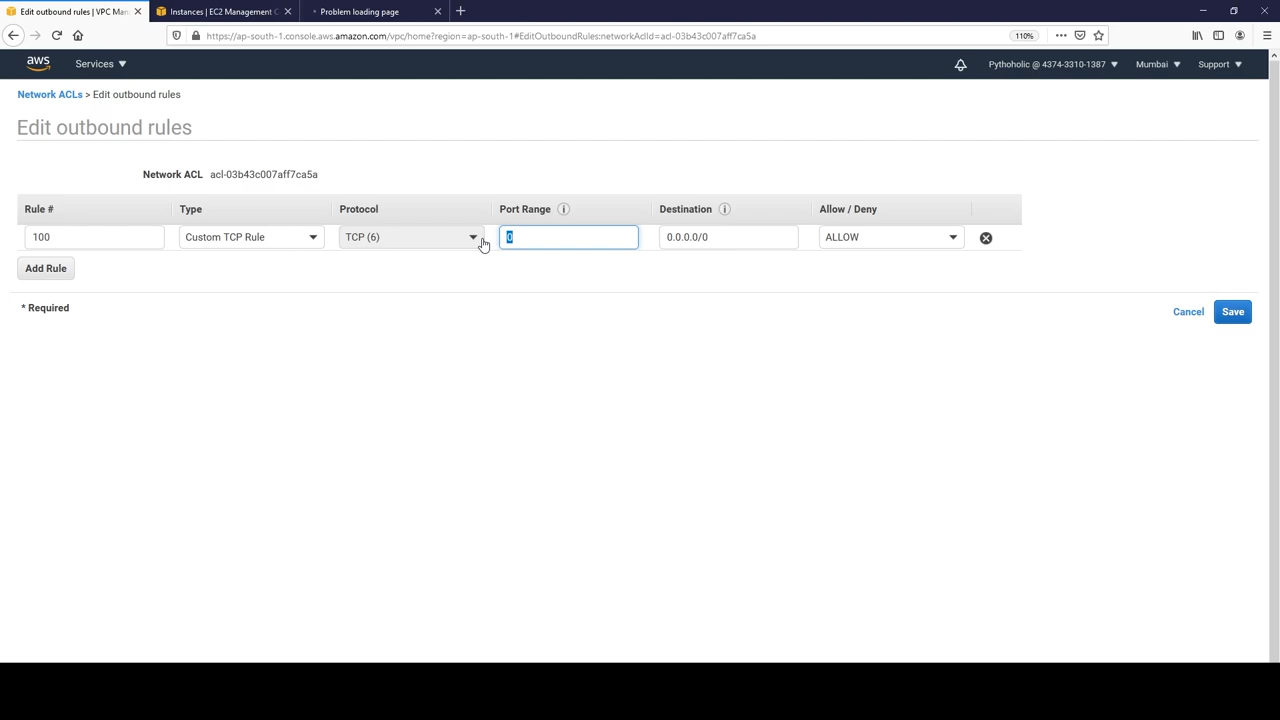 Edit outbound rules | VPC Man
Instances | EC2 Management C
Problem loading page
https://ap-south-1.console.aws.amazon.com/vpc/home?region=ap-south-1#EditOutboundRules:networkAclId=acl-03b43c007aff7ca5a
110%
aws
Services
Pythoholic @ 4374-3310-1387
Mumbai
Support
Network ACLs > Edit outbound rules
Edit outbound rules
Network ACL acl-03b43c007aff7ca5a
Rule # Type Protocol Port Range Destination Allow / Deny
100 Custom TCP Rule TCP (6) 0 0.0.0.0/0 ALLOW
Add Rule
* Required
Cancel Save